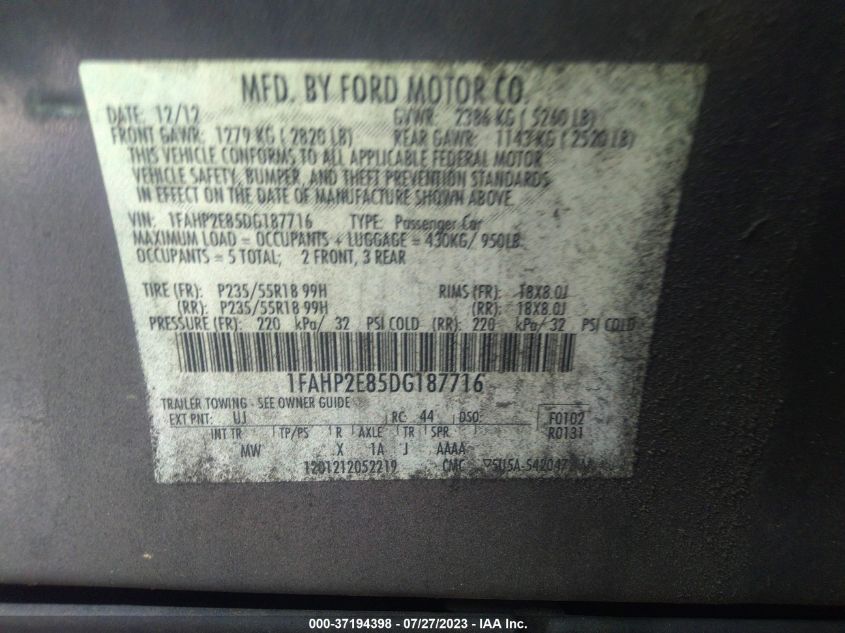 MFD. BY FORD MOTOR CO.
DATE: 12/12 GVWR: 2386 KG ( 5260 LB)
FRONT GAWR: 1279 KG ( 2820 LB) REAR GAWR: 1143 KG ( 2520 LB)
THIS VEHICLE CONFORMS TO ALL APPLICABLE FEDERAL MOTOR
VEHICLE SAFETY, BUMPER, AND THEFT PREVENTION STANDARDS
IN EFFECT ON THE DATE OF MANUFACTURE SHOWN ABOVE.
VIN: 1FAHP2E85DG187716 TYPE: Passenger Car
MAXIMUM LOAD = OCCUPANTS + LUGGAGE = 430KG/ 950LB.
OCCUPANTS = 5 TOTAL; 2 FRONT, 3 REAR
TIRE (FR): P235/55R18 99H RIMS (FR): 18X8.0J
(RR): P235/55R18 99H (RR): 18X8.0J
PRESSURE (FR): 220 kPa/ 32 PSI COLD (RR): 220 kPa/ 32 PSI COLD
1FAHP2E85DG187716
TRAILER TOWING - SEE OWNER GUIDE
EXT PNT: UJ RC: 44 DSO: F0102
INT TR TP/PS R AXLE TR SPR R0131
MW X 1A J AAAA
1201212052219 CMC
000-37194398 / 07/27/2023 - IAA Inc.